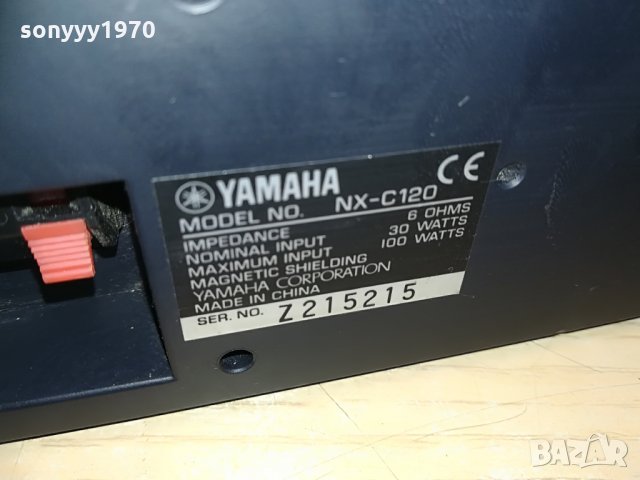 sonyyy1970
YAMAHA
MODEL NO. NX-C120
IMPEDANCE 6 OHMS
NOMINAL INPUT 30 WATTS
MAXIMUM INPUT 100 WATTS
MAGNETIC SHIELDING
YAMAHA CORPORATION
MADE IN CHINA
SER. NO. Z215215
CE
BAZAR